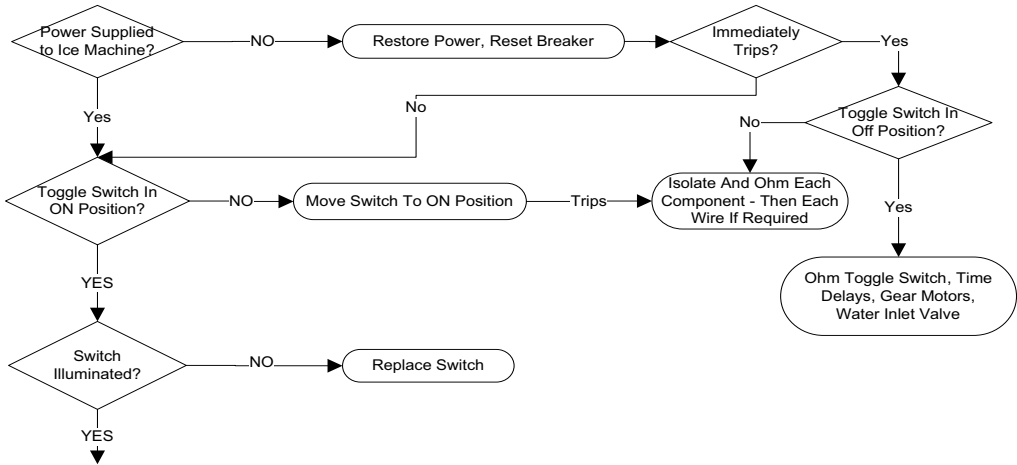 Power Supplied
to Ice Machine?
NO
Restore Power, Reset Breaker
Immediately
Trips?
Yes
No
Yes
Toggle Switch In
Off Position?
No
Toggle Switch In
ON Position?
NO
Move Switch To ON Position
Trips
Isolate And Ohm Each
Component - Then Each
Wire If Required
Yes
YES
Ohm Toggle Switch, Time
Delays, Gear Motors,
Water Inlet Valve
Switch
Illuminated?
NO
Replace Switch
YES